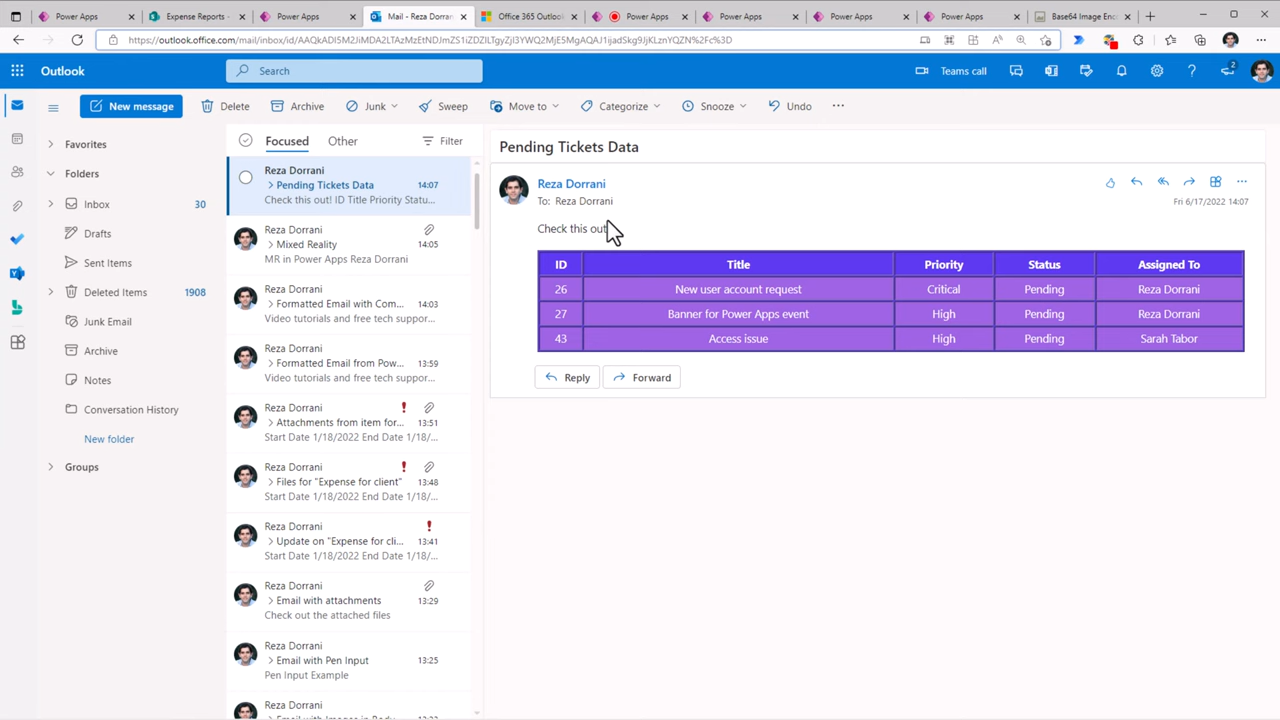 Power Apps
Expense Reports -
Power Apps
Mail - Reza Dorran
Office 365 Outlook
Power Apps
Power Apps
Power Apps
Power Apps
Base64 Image Enc
https://outlook.office.com/mail/inbox/id/AAQkADI5M2JiMDA2LTAzMzEtNDJmZS1iZDZlLTgyZjI3YWQ2MjE5MgAQAJ1ijadSkg9JjKLznYQZN%2Fc%3D
Outlook
Search
Teams call
2
New message
Delete
Archive
Junk
Sweep
Move to
Categorize
Snooze
Undo
Favorites
Folders
Inbox 30
Drafts
Sent Items
Deleted Items 1908
Junk Email
Archive
Notes
Conversation History
New folder
Groups
Focused Other Filter
Reza Dorrani
Pending Tickets Data 14:07
Check this out! ID Title Priority Statu...
Reza Dorrani
Mixed Reality 14:05
MR in Power Apps Reza Dorrani
Reza Dorrani
Formatted Email with Com... 14:03
Video tutorials and free tech suppor...
Reza Dorrani
Formatted Email from Pow... 13:59
Video tutorials and free tech suppor...
Reza Dorrani
Attachments from item for... 13:51
Start Date 1/18/2022 End Date 1/18/...
Reza Dorrani
Files for "Expense for client" 13:48
Start Date 1/18/2022 End Date 1/18/...
Reza Dorrani
Update on "Expense for cli... 13:41
Start Date 1/18/2022 End Date 1/18/...
Reza Dorrani
Email with attachments 13:29
Check out the attached files
Reza Dorrani
Email with Pen Input 13:25
Pen Input Example
Reza Dorrani
Pending Tickets Data
Reza Dorrani
To: Reza Dorrani
Fri 6/17/2022 14:07
Check this out
ID Title Priority Status Assigned To
26 New user account request Critical Pending Reza Dorrani
27 Banner for Power Apps event High Pending Reza Dorrani
43 Access issue High Pending Sarah Tabor
Reply
Forward